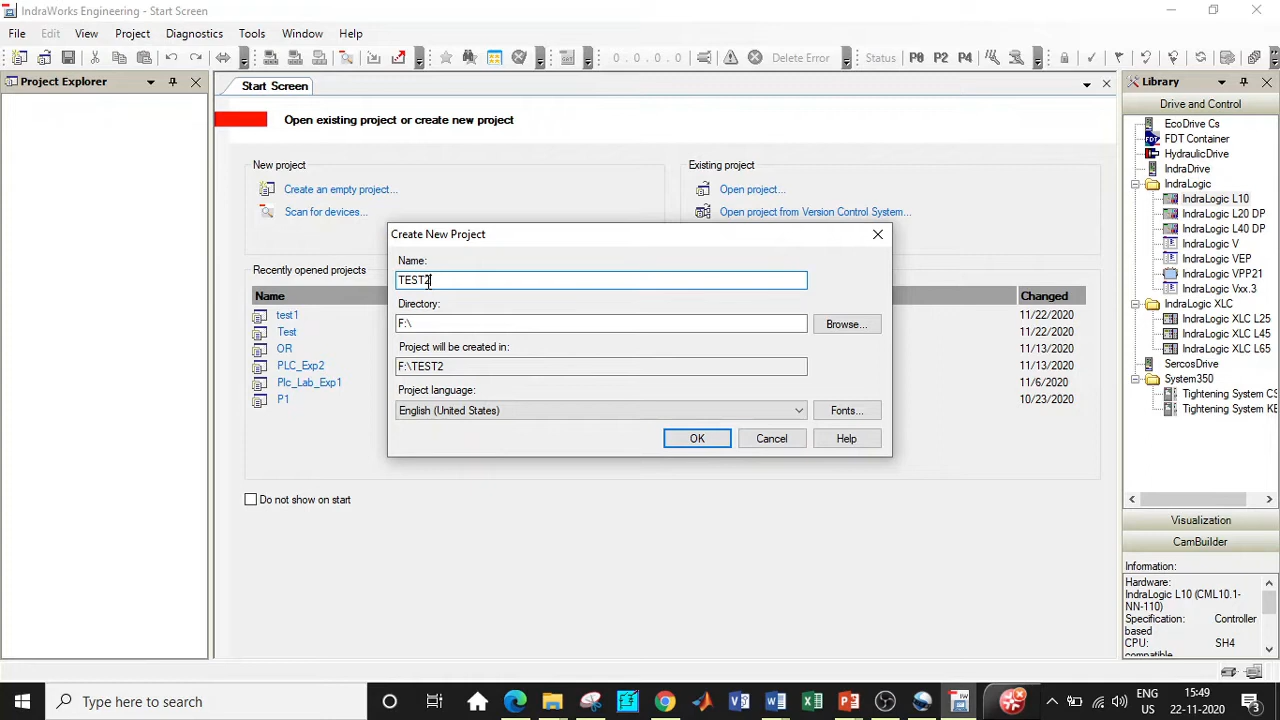 IndraWorks Engineering - Start Screen
File Edit View Project Diagnostics Tools Window Help
0 . 0 . 0 . 0 Delete Error Status P0 P2 P4
Project Explorer
Start Screen
Library
Open existing project or create new project
Drive and Control
EcoDrive Cs
FDT Container
HydraulicDrive
IndraDrive
IndraLogic
IndraLogic L10
IndraLogic L20 DP
IndraLogic L40 DP
IndraLogic V
IndraLogic VEP
IndraLogic VPP21
IndraLogic Vxx.3
IndraLogic XLC
IndraLogic XLC L25
IndraLogic XLC L45
IndraLogic XLC L65
SercosDrive
System350
Tightening System CS
Tightening System KE
New project
Create an empty project...
Scan for devices...
Existing project
Open project...
Open project from Version Control System...
Recently opened projects
Name
Changed
test1 11/22/2020
Test 11/22/2020
OR 11/13/2020
PLC_Exp2 11/13/2020
Plc_Lab_Exp1 11/6/2020
P1 10/23/2020
Do not show on start
Create New Project
Name:
TEST2
Directory:
F:\
Browse...
Project will be created in:
F:\TEST2
Project language:
English (United States)
Fonts...
OK Cancel Help
Visualization
CamBuilder
Information:
Hardware:
IndraLogic L10 (CML10.1-
NN-110)
Specification: Controller
based
CPU: SH4
compatible
Type here to search
ENG
IN
15:49
22-11-2020
3